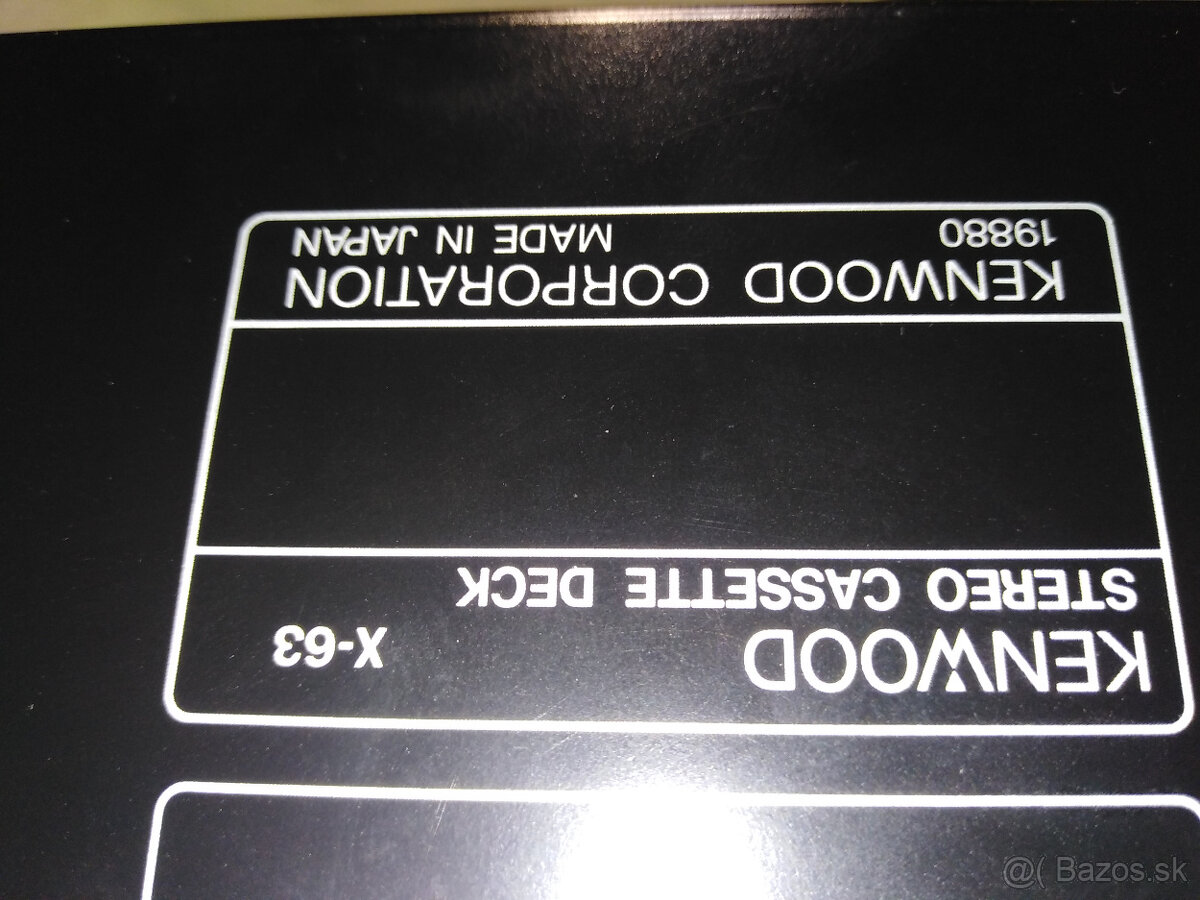 KENWOOD X-63
STEREO CASSETTE DECK
KENWOOD CORPORATION
19880 MADE IN JAPAN
@( Bazos.sk